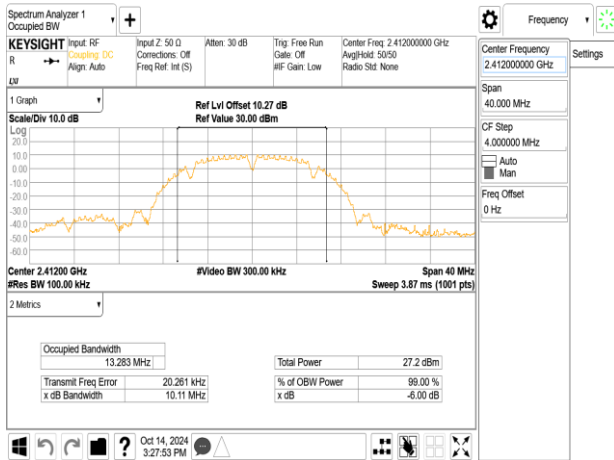 Spectrum Analyzer 1
Occupied BW
Frequency
KEYSIGHT
R
LXI
Input: RF
Coupling: DC
Align: Auto
Input Z: 50 Ω
Corrections: Off
Freq Ref: Int (S)
Atten: 30 dB
Trig: Free Run
Gate: Off
#IF Gain: Low
Center Freq: 2.412000000 GHz
Avg|Hold: 50/50
Radio Std: None
Center Frequency
2.412000000 GHz
Settings
Span
40.000 MHz
CF Step
4.000000 MHz
Auto
Man
Freq Offset
0 Hz
1 Graph
Scale/Div 10.0 dB
Ref Lvl Offset 10.27 dB
Ref Value 30.00 dBm
Log
20.0
10.0
0.00
-10.0
-20.0
-30.0
-40.0
-50.0
-60.0
Center 2.41200 GHz
#Video BW 300.00 kHz
Span 40 MHz
#Res BW 100.00 kHz
Sweep 3.87 ms (1001 pts)
2 Metrics
Occupied Bandwidth
13.283 MHz
Total Power 27.2 dBm
Transmit Freq Error 20.261 kHz
% of OBW Power 99.00 %
x dB Bandwidth 10.11 MHz
x dB -6.00 dB
?
Oct 14, 2024
3:27:53 PM